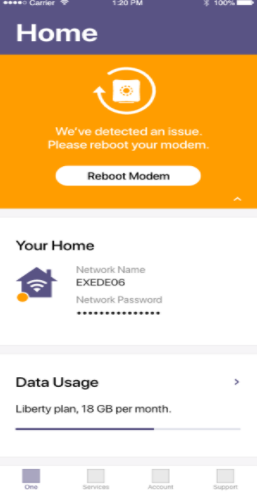 Carrier 1:20 PM 100%
Home
We've detected an issue.
Please reboot your modem.
Reboot Modem
Your Home
Network Name
EXEDE06
Network Password
•••••••••••••••
Data Usage
Liberty plan, 18 GB per month.
One Services Account Support